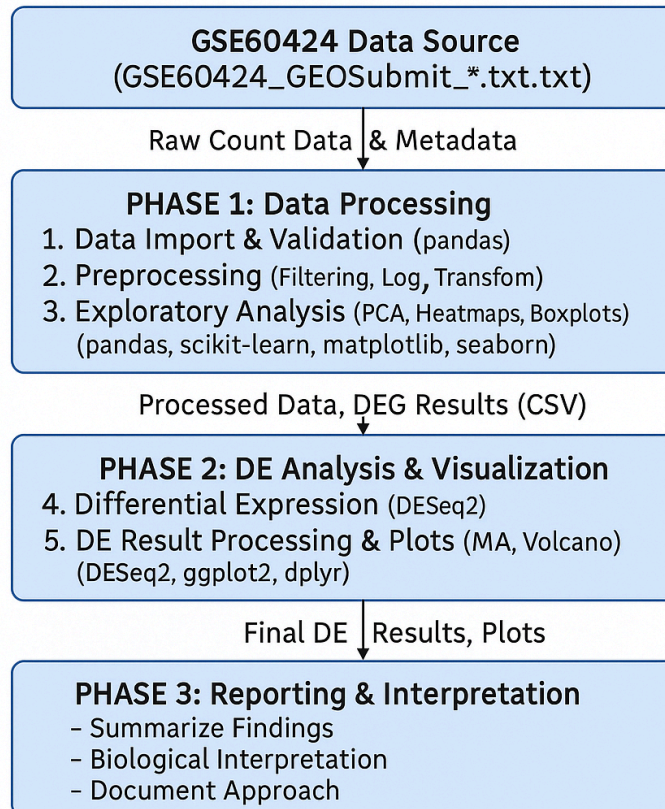 GSE60424 Data Source
(GSE60424_GEOSubmit_*.txt.txt)
Raw Count Data & Metadata
PHASE 1: Data Processing
1. Data Import & Validation (pandas)
2. Preprocessing (Filtering, Log, Transfom)
3. Exploratory Analysis (PCA, Heatmaps, Boxplots)
(pandas, scikit-learn, matplotlib, seaborn)
Processed Data, DEG Results (CSV)
PHASE 2: DE Analysis & Visualization
4. Differential Expression (DESeq2)
5. DE Result Processing & Plots (MA, Volcano)
(DESeq2, ggplot2, dplyr)
Final DE Results, Plots
PHASE 3: Reporting & Interpretation
– Summarize Findings
– Biological Interpretation
– Document Approach